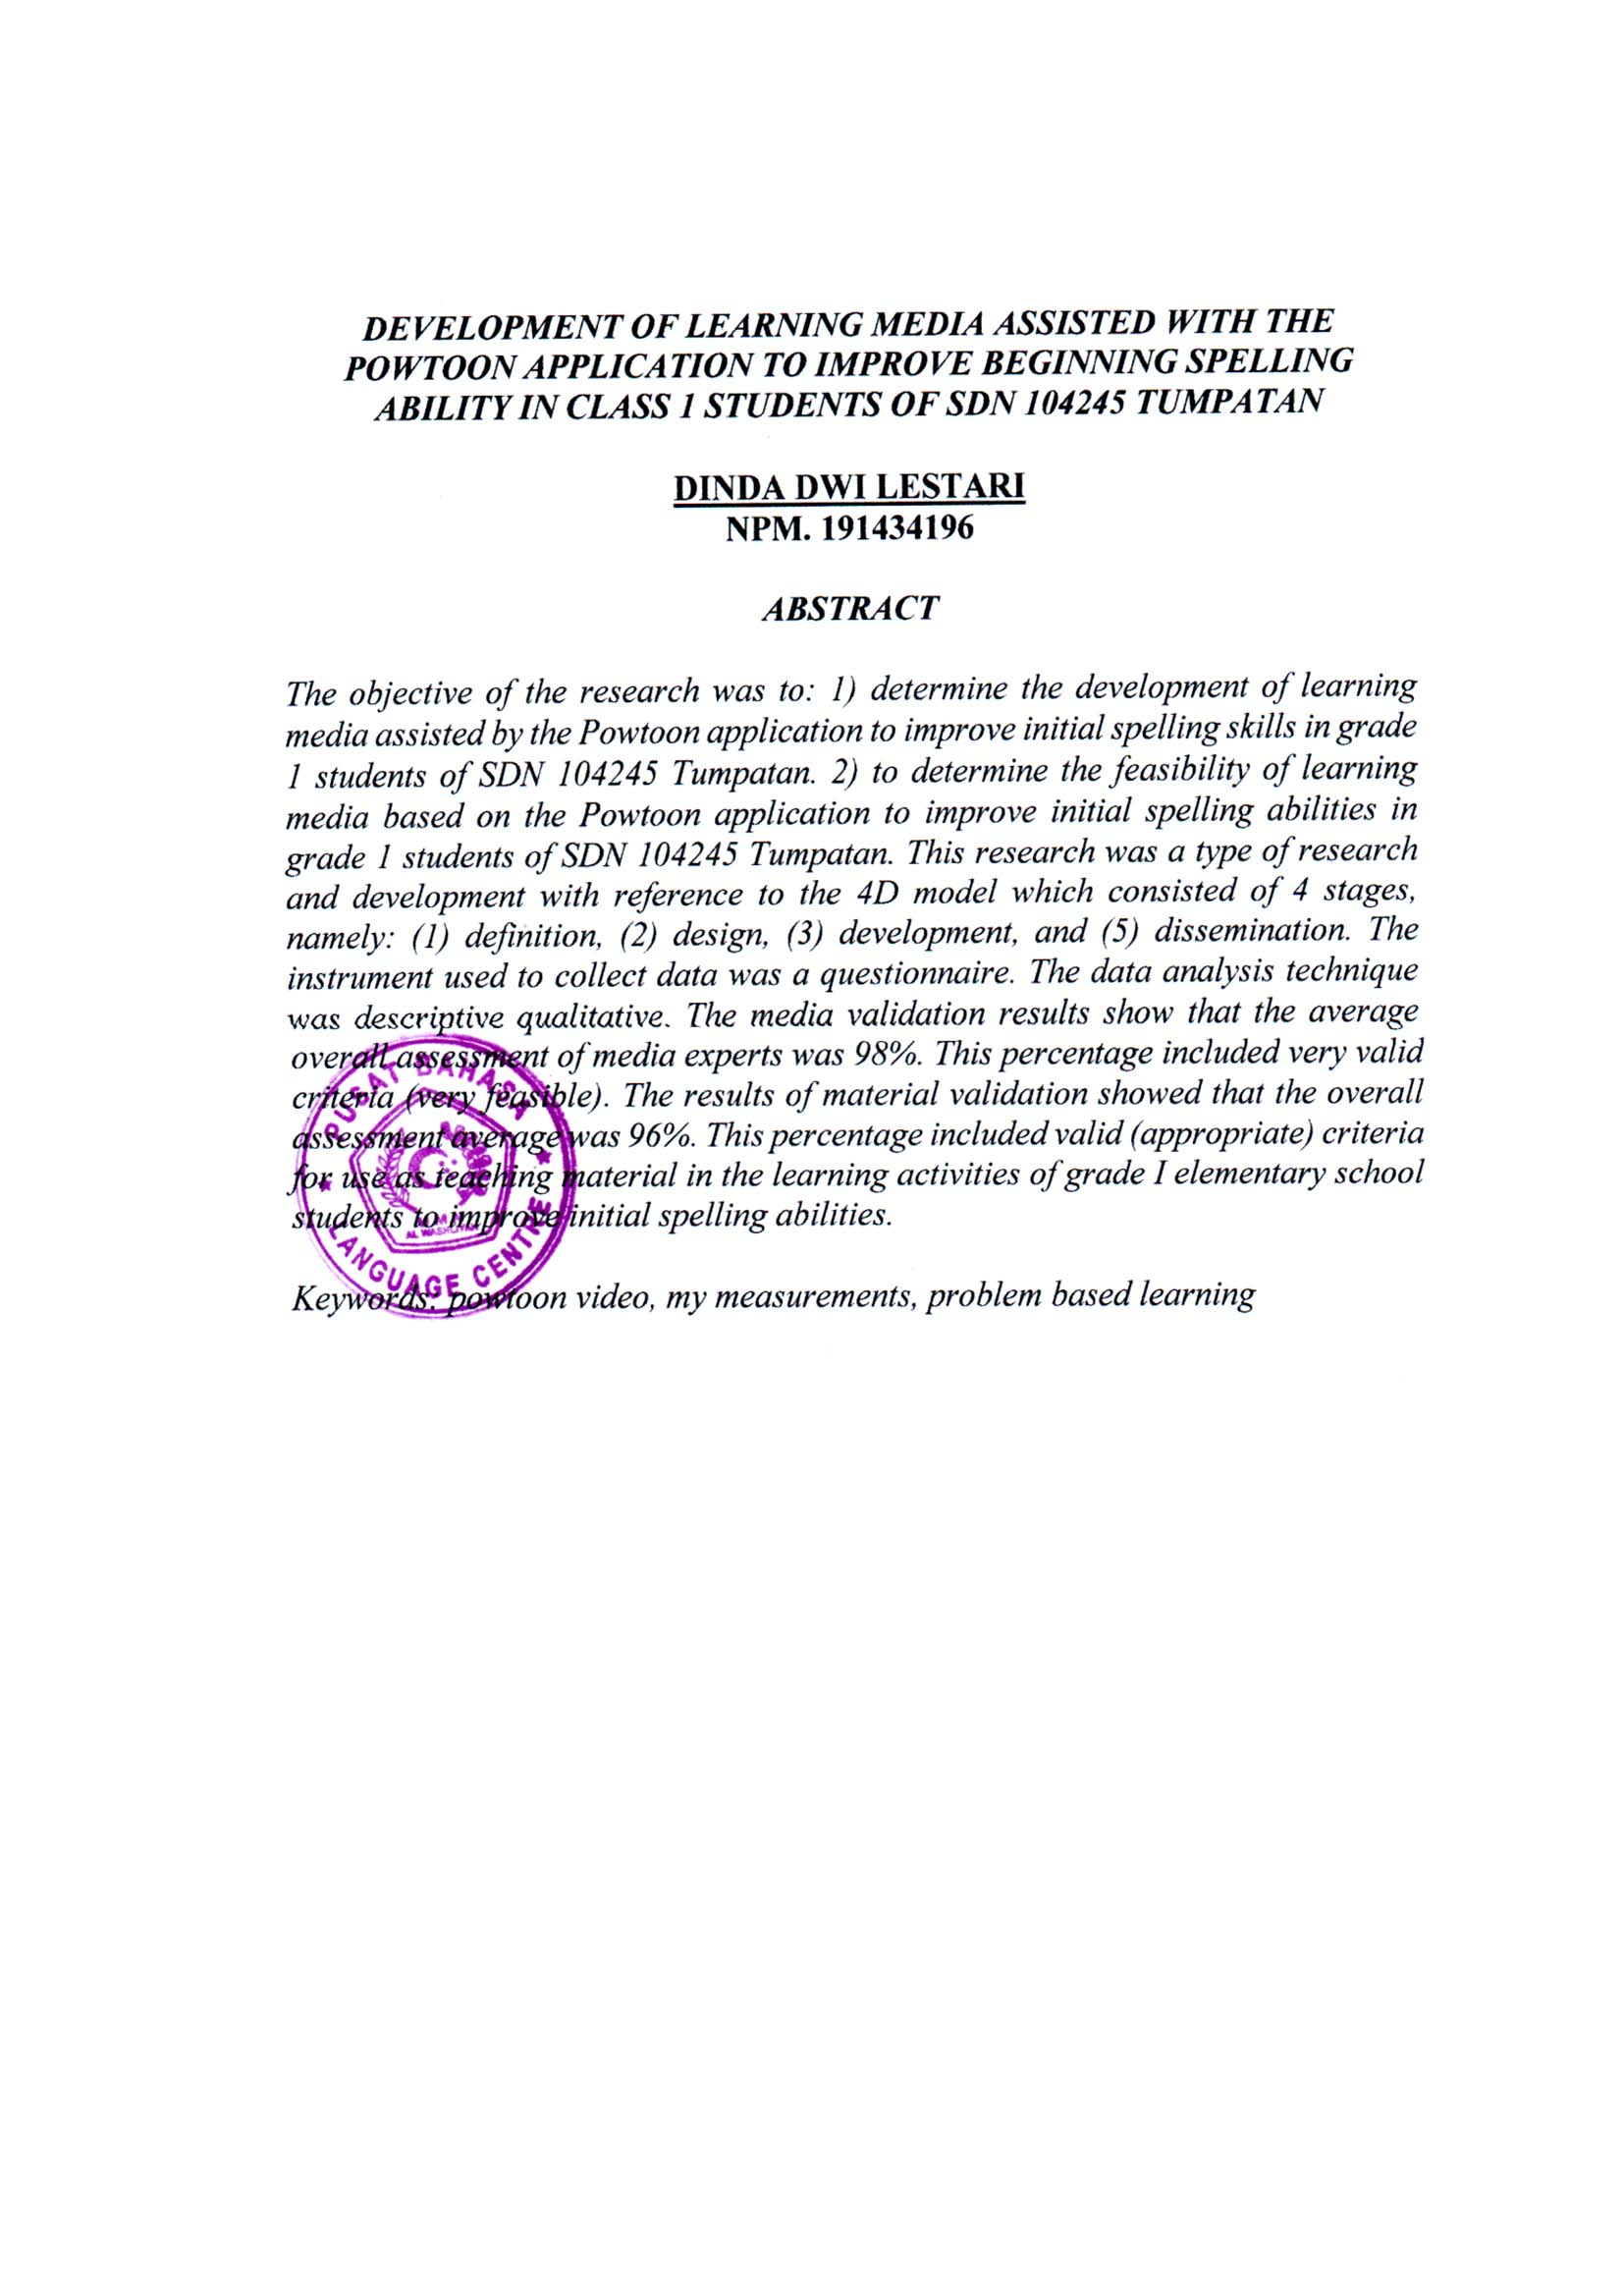 DEVELOPMENT OF LEARNING MEDIA ASSISTED WITH THE
POWTOON APPLICATION TO IMPROVE BEGINNING SPELLING
ABILITY IN CLASS 1 STUDENTS OF SDN 104245 TUMPATAN
DINDA DWI LESTARI
NPM. 191434196
ABSTRACT
The objective of the research was to: 1) determine the development of learning
media assisted by the Powtoon application to improve initial spelling skills in grade
1 students of SDN 104245 Tumpatan. 2) to determine the feasibility of learning
media based on the Powtoon application to improve initial spelling abilities in
grade 1 students of SDN 104245 Tumpatan. This research was a type of research
and development with reference to the 4D model which consisted of 4 stages,
namely: (1) definition, (2) design, (3) development, and (5) dissemination. The
instrument used to collect data was a questionnaire. The data analysis technique
was descriptive qualitative. The media validation results show that the average
overall assessment of media experts was 98%. This percentage included very valid
criteria (very feasible). The results of material validation showed that the overall
assessment average was 96%. This percentage included valid (appropriate) criteria
for use as teaching material in the learning activities of grade I elementary school
students to improve initial spelling abilities.
Keywords: powtoon video, my measurements, problem based learning
PUSAT BAHASA
AL WASHLIYAH
LANGUAGE CENTRE